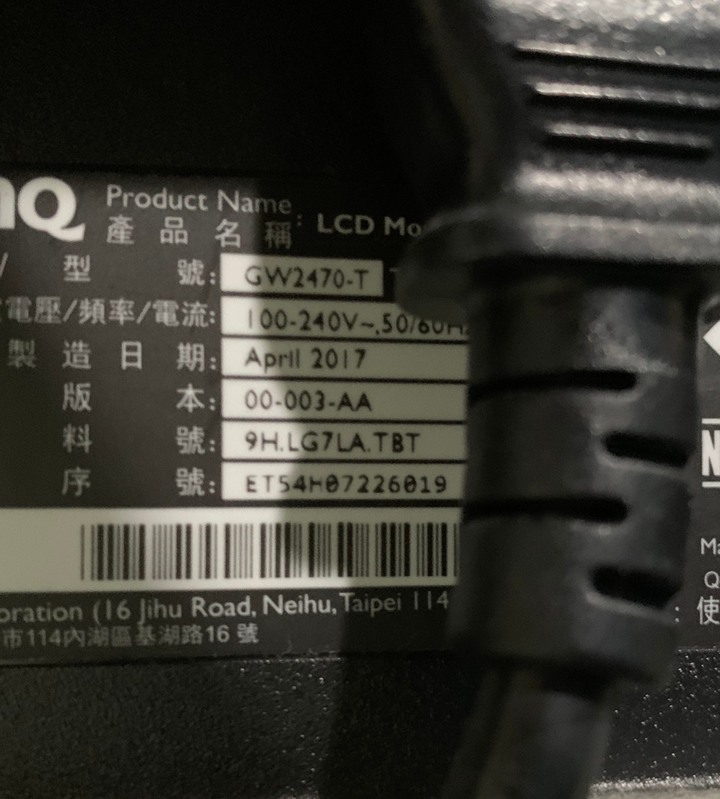 nQ Product Name
產品名稱: LCD Mo
/型 號: GW2470-T
電壓/頻率/電流: 100-240V~,50/60H
製造日期: April 2017
版 本: 00-003-AA
料 號: 9H.LG7LA.TBT
序 號: ET54H07226019
oration (16 Jihu Road, Neihu, Taipei 114
市114內湖區基湖路16 號
N
Ma
Q
: 使